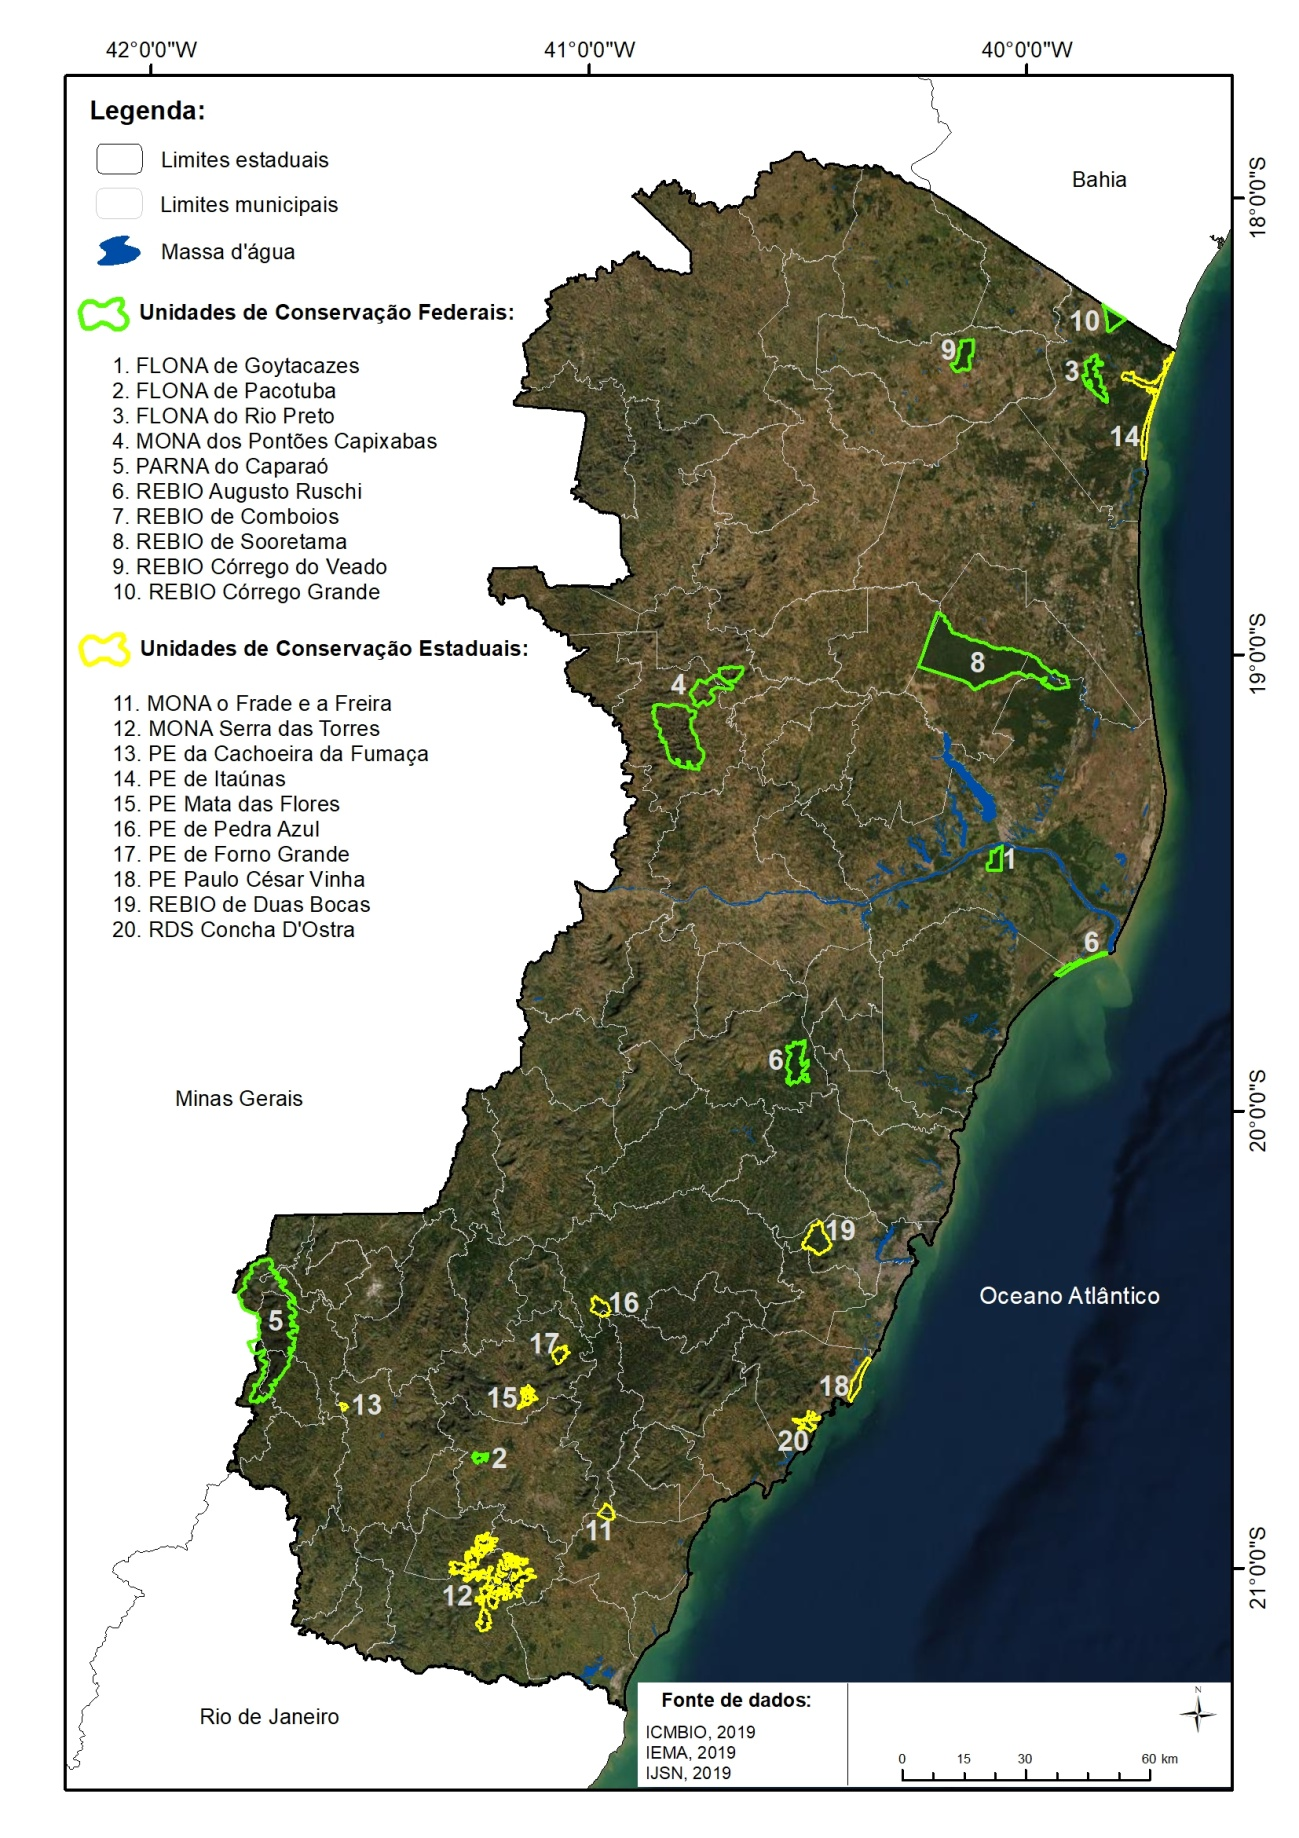 42°0'0"W
41°0'0"W
40°0'0"W
Legenda:
Limites estaduais
Limites municipais
Massa d'água
Unidades de Conservação Federais:
1. FLONA de Goytacazes
2. FLONA de Pacotuba
3. FLONA do Rio Preto
4. MONA dos Pontões Capixabas
5. PARNA do Caparaó
6. REBIO Augusto Ruschi
7. REBIO de Comboios
8. REBIO de Sooretama
9. REBIO Córrego do Veado
10. REBIO Córrego Grande
Unidades de Conservação Estaduais:
11. MONA o Frade e a Freira
12. MONA Serra das Torres
13. PE da Cachoeira da Fumaça
14. PE de Itaúnas
15. PE Mata das Flores
16. PE de Pedra Azul
17. PE de Forno Grande
18. PE Paulo César Vinha
19. REBIO de Duas Bocas
20. RDS Concha D'Ostra
Bahia
18°0'0"S
10
9
3
14
19°0'0"S
8
4
1
6
6
Minas Gerais
20°0'0"S
19
Oceano Atlântico
16
5
17
18
15
13
20
2
11
12
21°0'0"S
Rio de Janeiro
Fonte de dados:
ICMBIO, 2019
IEMA, 2019
IJSN, 2019
N
0 15 30 60 km